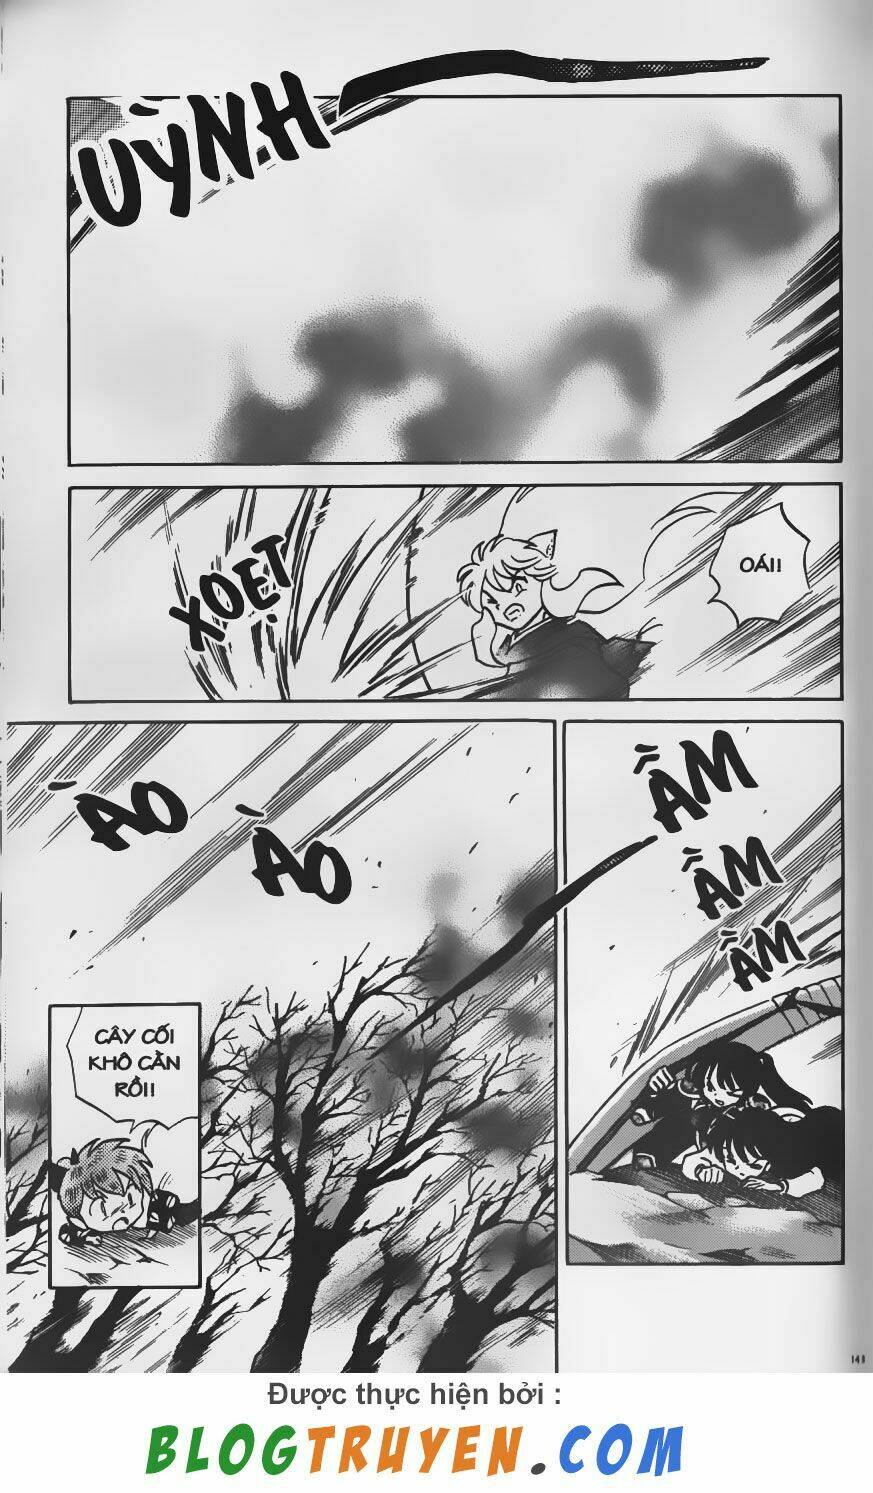 UỲNH
XOẸT
OÁI!!
ẦM
ẦM
ẦM
ÀO
ÀO
CÂY CỐI
KHÔ CẰN
RỒI!!
Được thực hiện bởi :
BLOGTRUYEN.COM